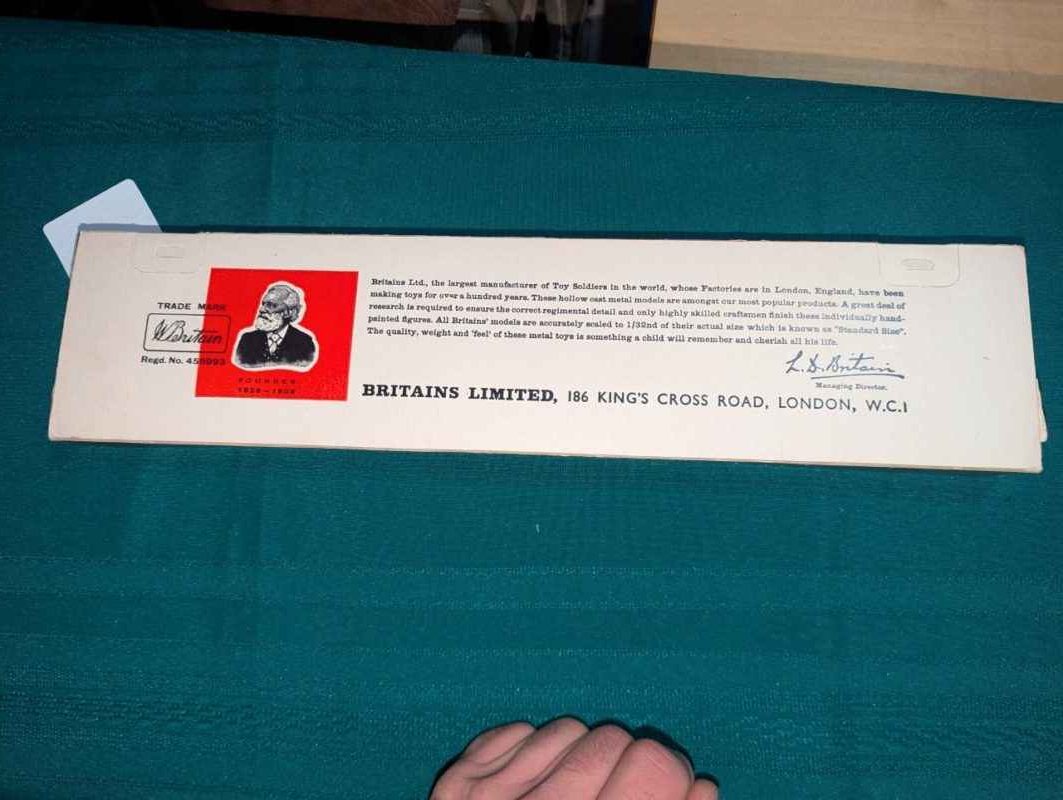 TRADE MARK
W. Britain
Regd. No. 459993
FOUNDER
1828-1906
Britains Ltd., the largest manufacturer of Toy Soldiers in the world, whose Factories are in London, England, have been
making toys for over a hundred years. These hollow cast metal models are amongst our most popular products. A great deal of
research is required to ensure the correct regimental detail and only highly skilled craftsmen finish these individually hand-
painted figures. All Britains' models are accurately scaled to 1/32nd of their actual size which is known as "Standard Size".
The quality, weight and 'feel' of these metal toys is something a child will remember and cherish all his life.
L. D. Britain
Managing Director.
BRITAINS LIMITED, 186 KING'S CROSS ROAD, LONDON, W.C.1